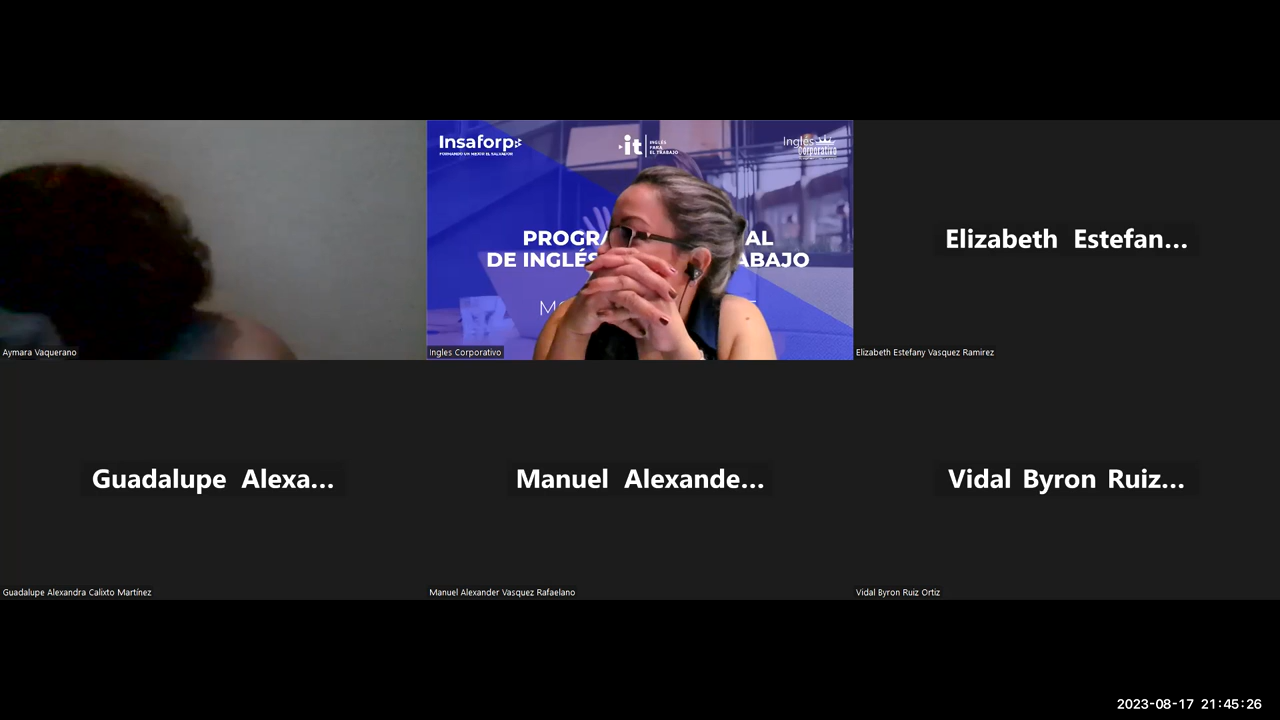 Insaforp
FORMANDO UN MEJOR EL SALVADOR
it
INGLÉS
PARA
EL TRABAJO
Inglés
corporativo
PROGR AL
DE INGLÉS ABAJO
Elizabeth Estefan...
Aymara Vaquerano
Ingles Corporativo
Elizabeth Estefany Vasquez Ramirez
Guadalupe Alexa...
Manuel Alexande...
Vidal Byron Ruiz...
Guadalupe Alexandra Calixto Martínez
Manuel Alexander Vasquez Rafaelano
Vidal Byron Ruiz Ortiz
2023-08-17 21:45:26